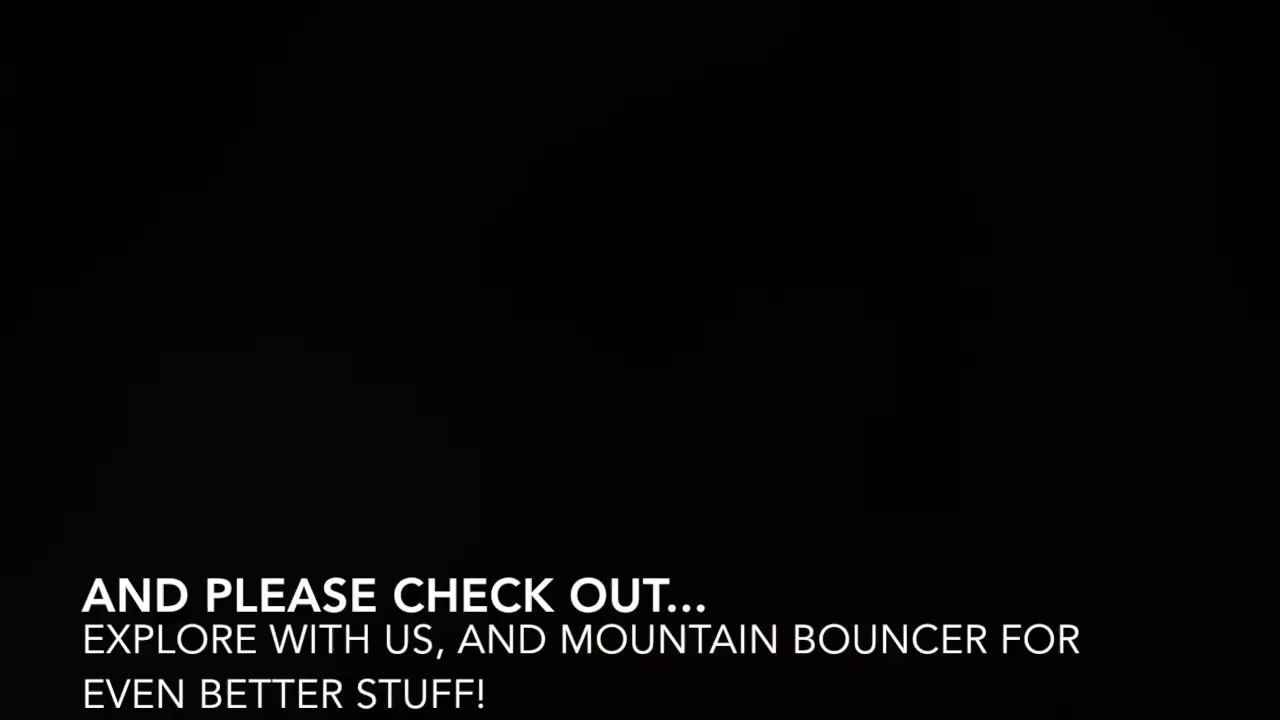 AND PLEASE CHECK OUT...
EXPLORE WITH US, AND MOUNTAIN BOUNCER FOR
EVEN BETTER STUFF!